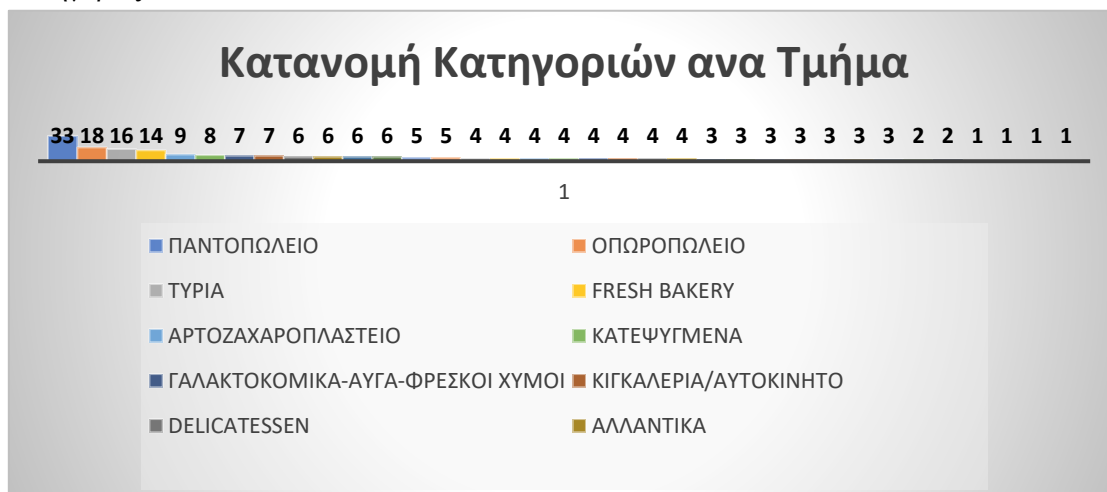 Κατανομή Κατηγοριών ανα Τμήμα
33 18 16 14 9 8 7 7 6 6 6 6 5 5 4 4 4 4 4 4 4 4 3 3 3 3 3 3 3 2 2 1 1 1 1
1
ΠΑΝΤΟΠΩΛΕΙΟ ΟΠΩΡΟΠΩΛΕΙΟ
ΤΥΡΙΑ FRESH BAKERY
ΑΡΤΟΖΑΧΑΡΟΠΛΑΣΤΕΙΟ ΚΑΤΕΨΥΓΜΕΝΑ
ΓΑΛΑΚΤΟΚΟΜΙΚΑ-ΑΥΓΑ-ΦΡΕΣΚΟΙ ΧΥΜΟΙ ΚΙΓΚΑΛΕΡΙΑ/ΑΥΤΟΚΙΝΗΤΟ
DELICATESSEN ΑΛΛΑΝΤΙΚΑ